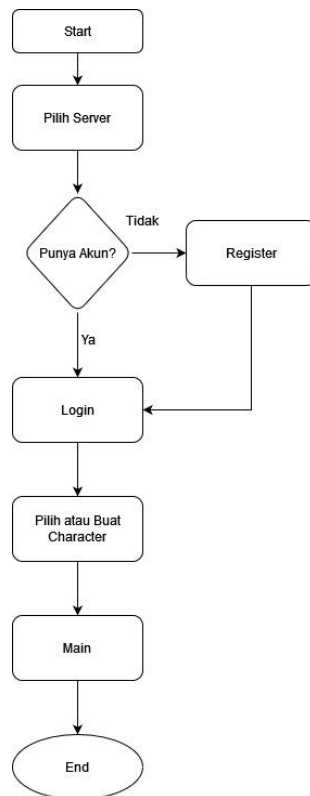 Start
Pilih Server
Punya Akun?
Tidak
Register
Ya
Login
Pilih atau Buat
Character
Main
End